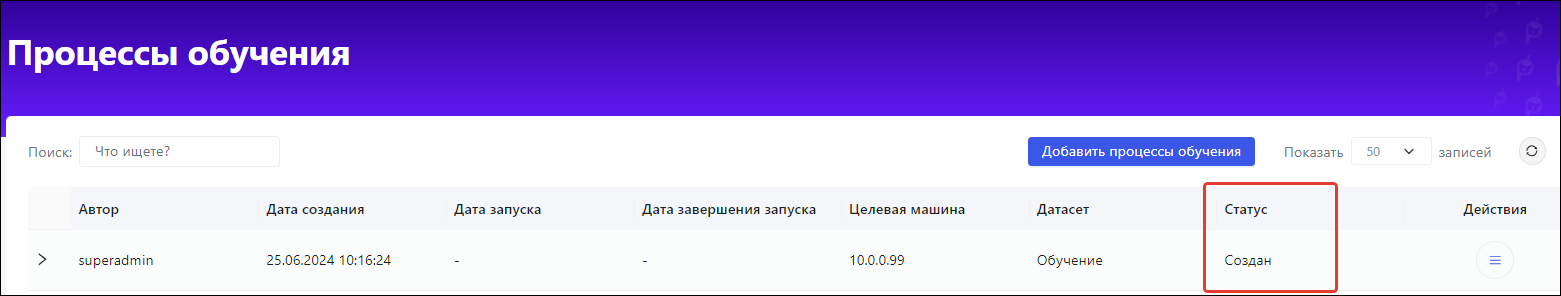 Процессы обучения
Поиск: Что ищете? Добавить процессы обучения Показать 50 записей
Автор Дата создания Дата запуска Дата завершения запуска Целевая машина Датасет Статус Действия
superadmin 25.06.2024 10:16:24 - - 10.0.0.99 Обучение Создан